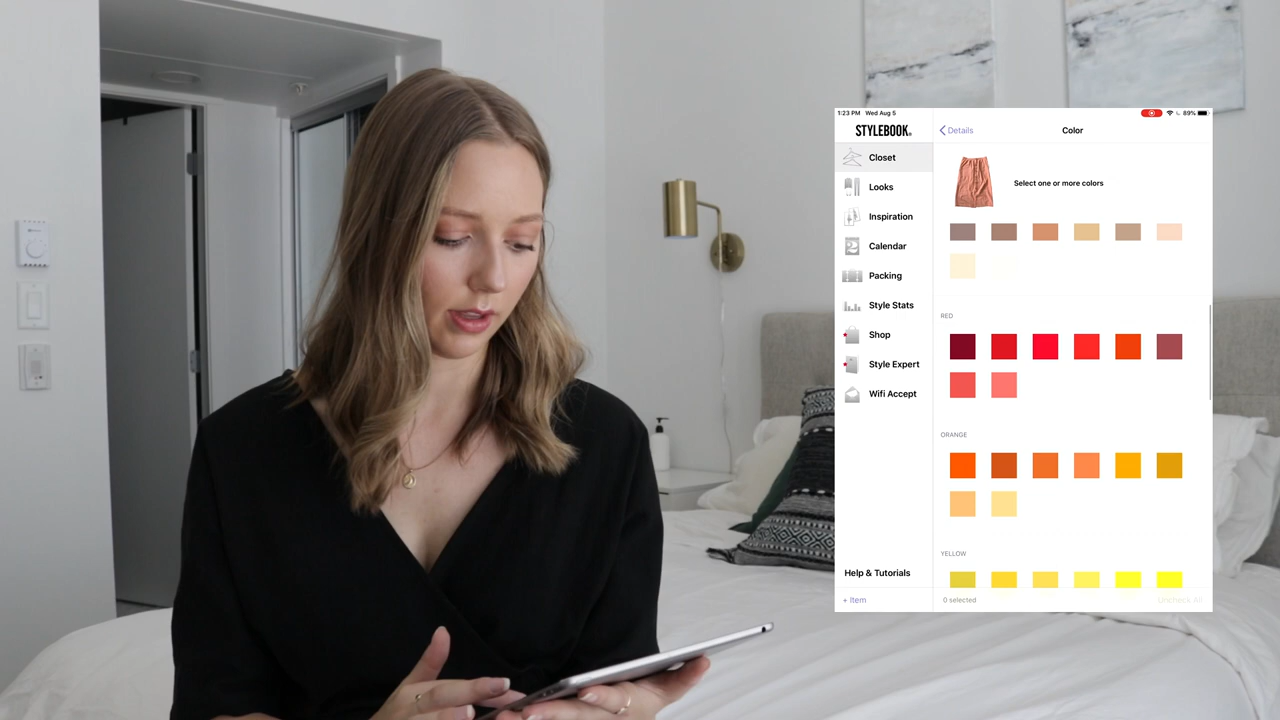 1:23 PM Wed Aug 5
89%
STYLEBOOK
Details
Color
Closet
Looks
Inspiration
Calendar
Packing
Style Stats
Shop
Style Expert
Wifi Accept
Help & Tutorials
+ Item
Select one or more colors
RED
ORANGE
YELLOW
0 selected
Uncheck All